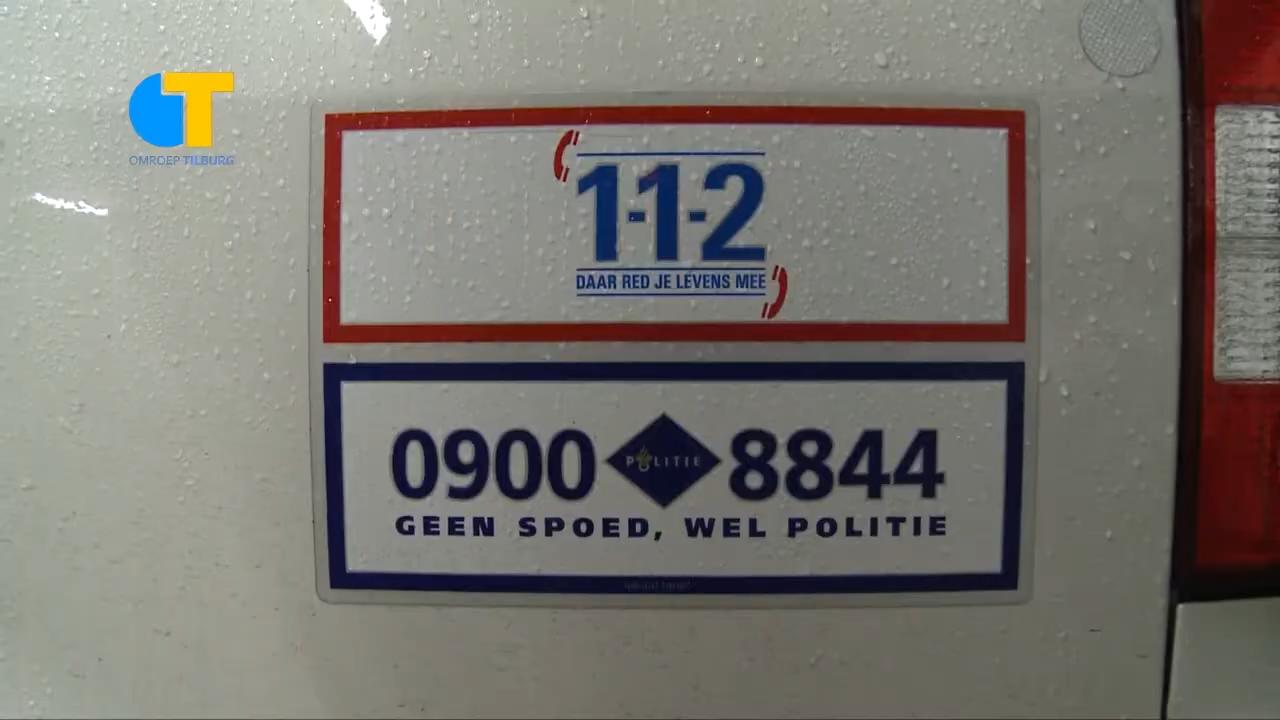 OMROEP TILBURG
1-1-2
DAAR RED JE LEVENS MEE
0900 POLITIE 8844
GEEN SPOED, WEL POLITIE